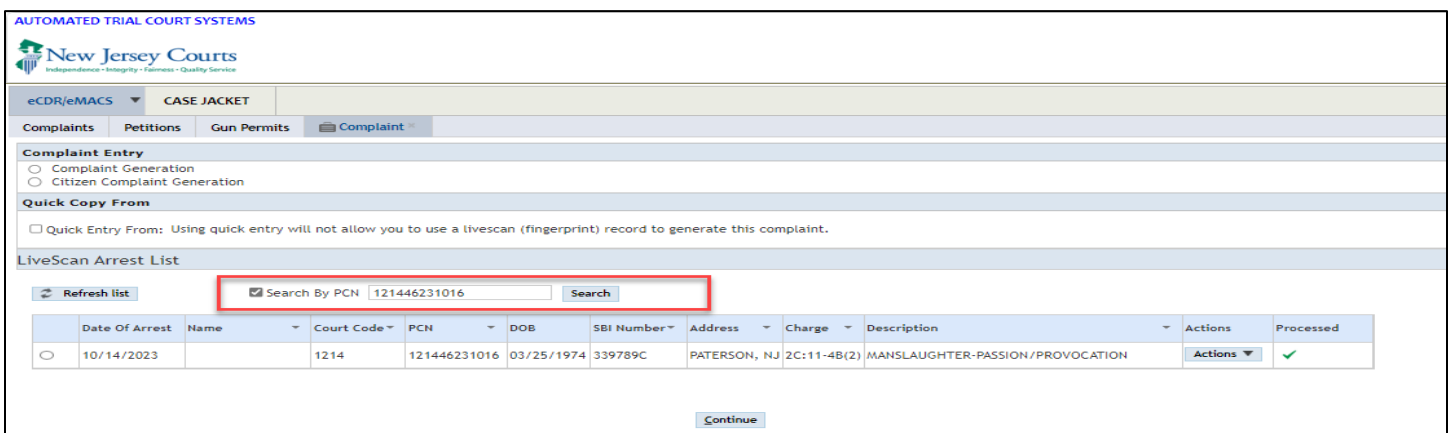 AUTOMATED TRIAL COURT SYSTEMS
New Jersey Courts
Independence • Integrity • Fairness • Quality Service
eCDR/eMACS CASE JACKET
Complaints Petitions Gun Permits Complaint
Complaint Entry
Complaint Generation
Citizen Complaint Generation
Quick Copy From
Quick Entry From: Using quick entry will not allow you to use a livescan (fingerprint) record to generate this complaint.
LiveScan Arrest List
Refresh list Search By PCN 121446231016 Search
Date Of Arrest Name Court Code PCN DOB SBI Number Address Charge Description Actions Processed
10/14/2023 1214 121446231016 03/25/1974 339789C PATERSON, NJ 2C:11-4B(2) MANSLAUGHTER-PASSION/PROVOCATION Actions
Continue